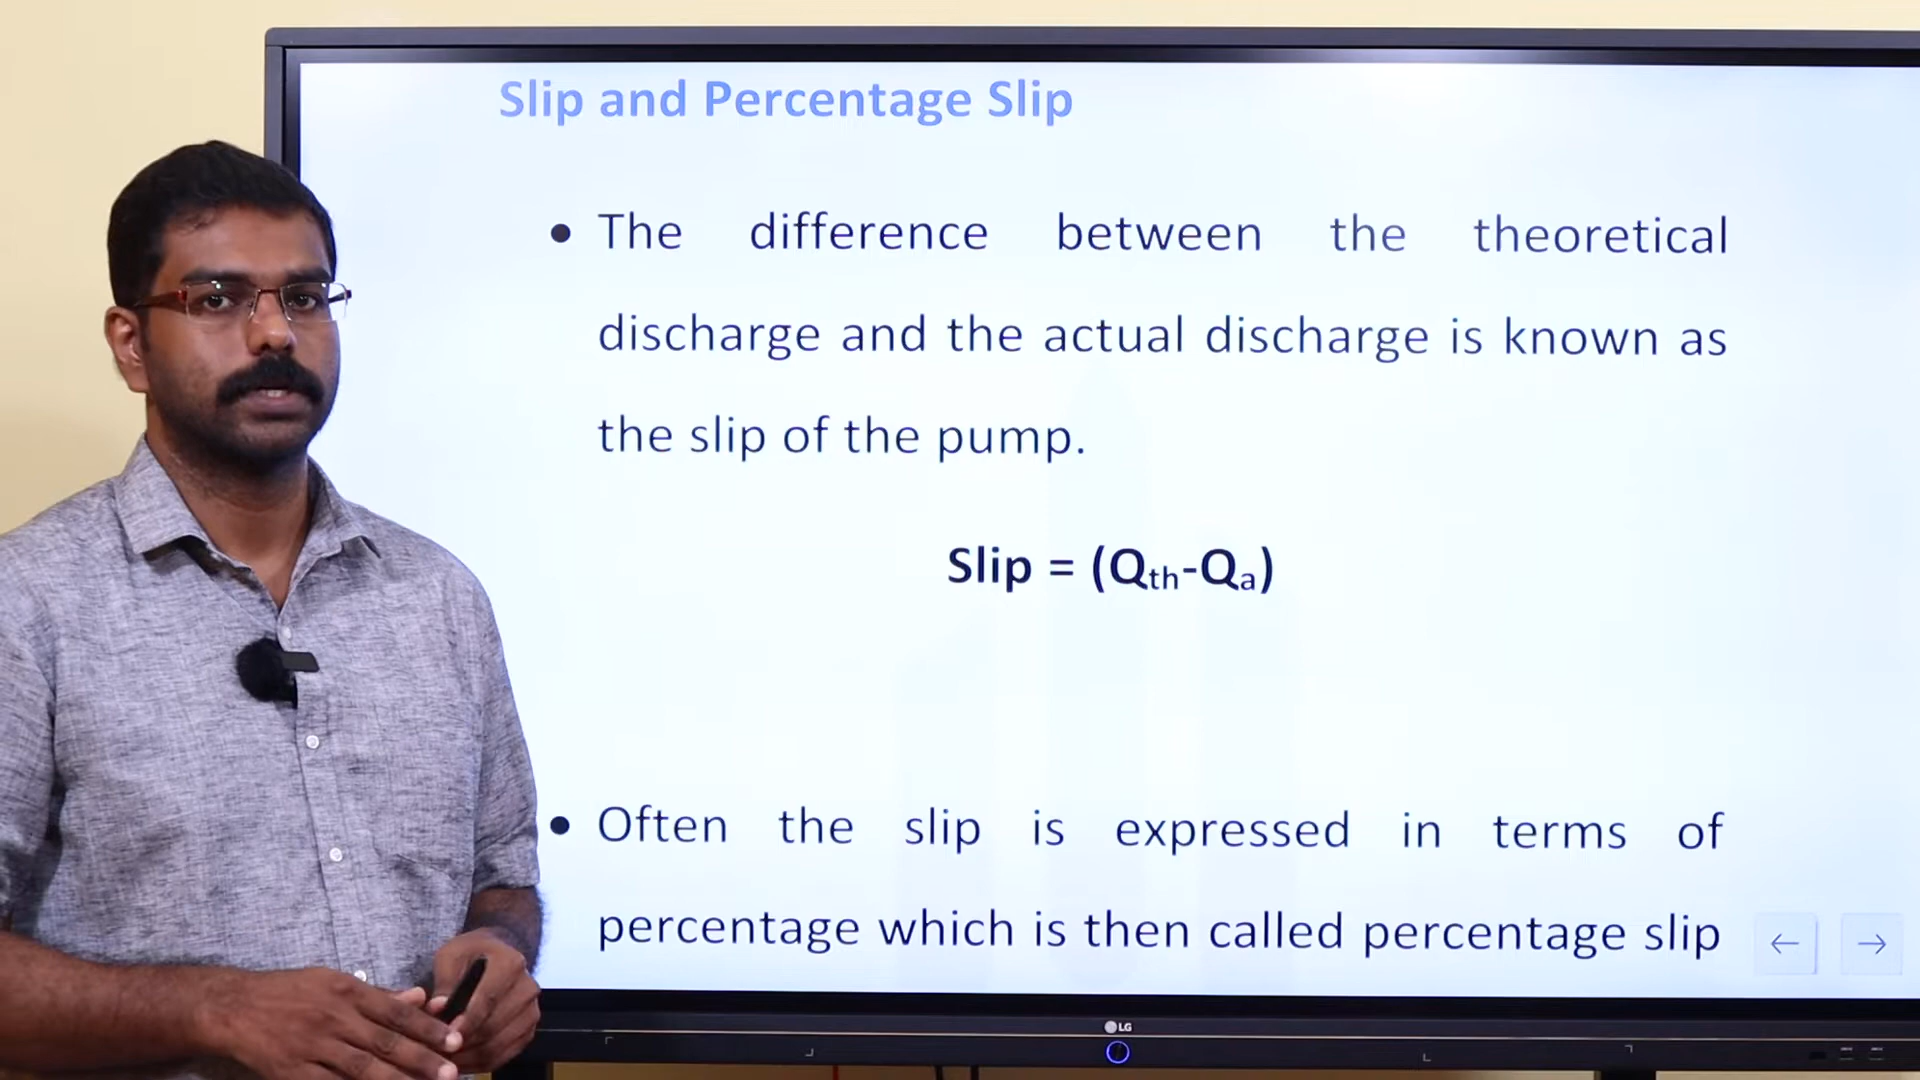 Slip and Percentage Slip
• The difference between the theoretical
discharge and the actual discharge is known as
the slip of the pump.
Slip = (Qth-Qa)
• Often the slip is expressed in terms of
percentage which is then called percentage slip
LG